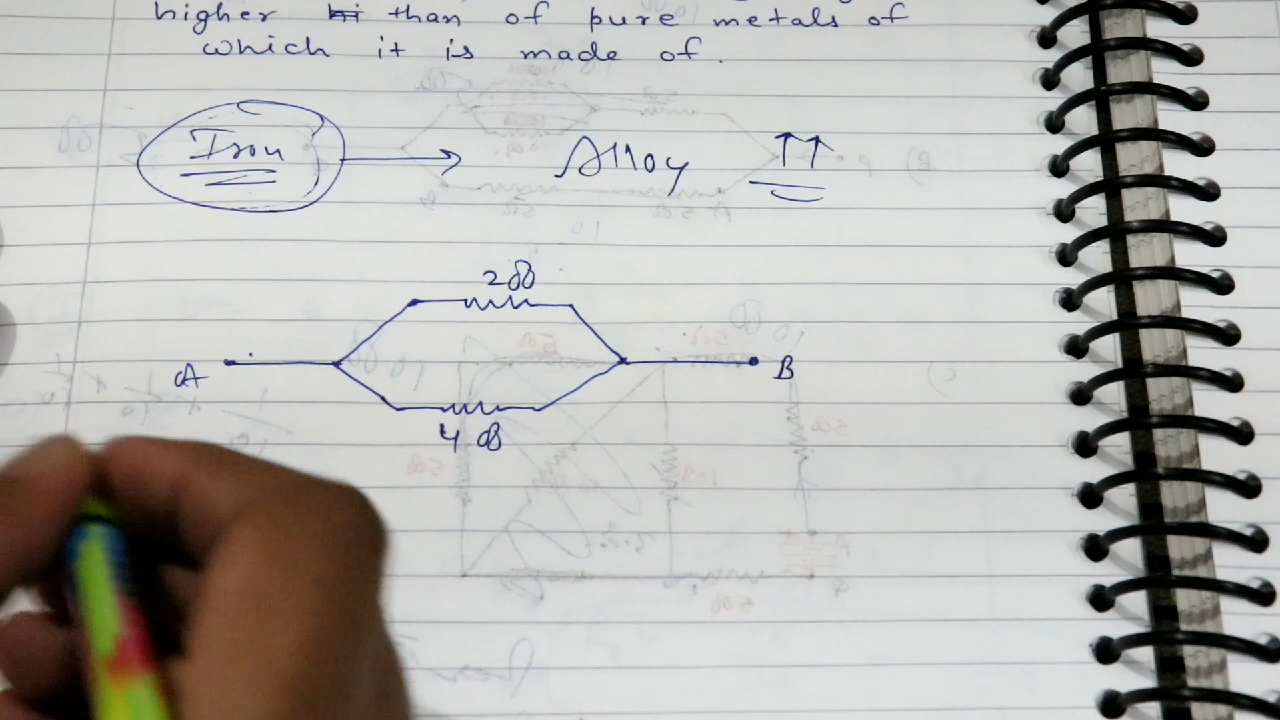 higher than of pure metals of
which it is made of.
Iron → Alloy ↑↑
2Ω
A B
4Ω